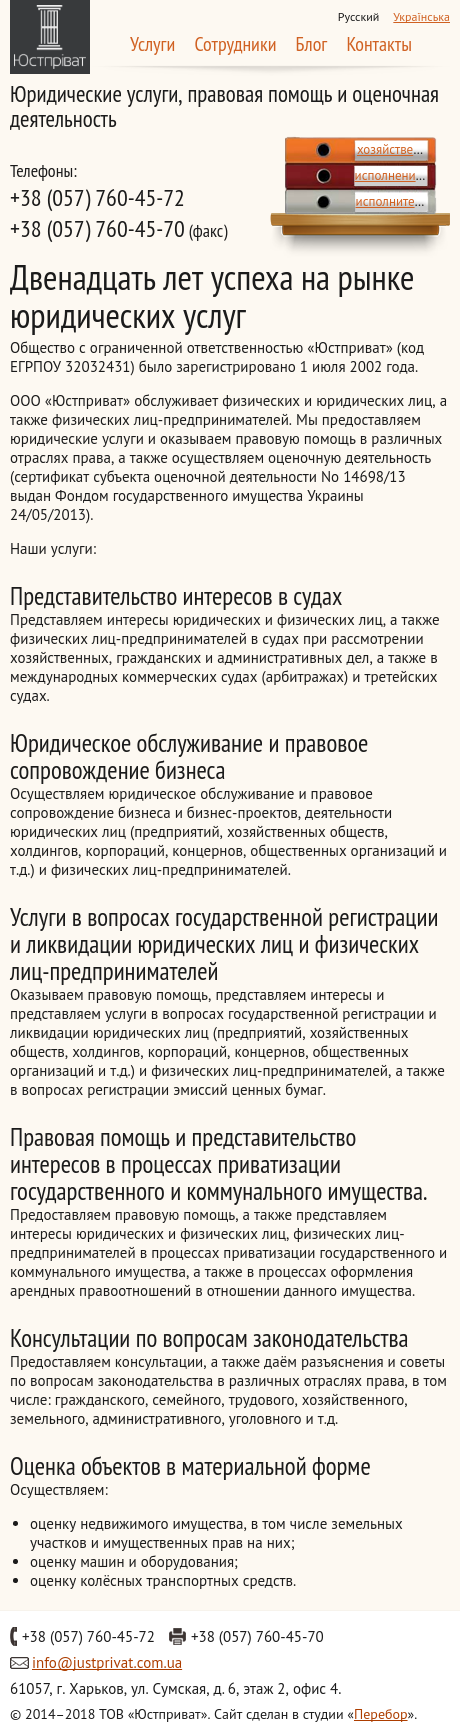 Русский Українська
Юстпріват
Услуги Сотрудники Блог Контакты
Юридические услуги, правовая помощь и оценочная
деятельность
Телефоны:
+38 (057) 760-45-72
+38 (057) 760-45-70 (факс)
хозяйстве...
исполнени...
исполните...
Двенадцать лет успеха на рынке
юридических услуг
Общество с ограниченной ответственностью «Юстприват» (код
ЕГРПОУ 32032431) было зарегистрировано 1 июля 2002 года.
ООО «Юстприват» обслуживает физических и юридических лиц, а
также физических лиц-предпринимателей. Мы предоставляем
юридические услуги и оказываем правовую помощь в различных
отраслях права, а также осуществляем оценочную деятельность
(сертификат субъекта оценочной деятельности No 14698/13
выдан Фондом государственного имущества Украины
24/05/2013).
Наши услуги:
Представительство интересов в судах
Представляем интересы юридических и физических лиц, а также
физических лиц-предпринимателей в судах при рассмотрении
хозяйственных, гражданских и административных дел, а также в
международных коммерческих судах (арбитражах) и третейских
судах.
Юридическое обслуживание и правовое
сопровождение бизнеса
Осуществляем юридическое обслуживание и правовое
сопровождение бизнеса и бизнес-проектов, деятельности
юридических лиц (предприятий, хозяйственных обществ,
холдингов, корпораций, концернов, общественных организаций и
т.д.) и физических лиц-предпринимателей.
Услуги в вопросах государственной регистрации
и ликвидации юридических лиц и физических
лиц-предпринимателей
Оказываем правовую помощь, представляем интересы и
представляем услуги в вопросах государственной регистрации и
ликвидации юридических лиц (предприятий, хозяйственных
обществ, холдингов, корпораций, концернов, общественных
организаций и т.д.) и физических лиц-предпринимателей, а также
в вопросах регистрации эмиссий ценных бумаг.
Правовая помощь и представительство
интересов в процессах приватизации
государственного и коммунального имущества.
Предоставляем правовую помощь, а также представляем
интересы юридических и физических лиц, физических лиц-
предпринимателей в процессах приватизации государственного и
коммунального имущества, а также в процессах оформления
арендных правоотношений в отношении данного имущества.
Консультации по вопросам законодательства
Предоставляем консультации, а также даём разъяснения и советы
по вопросам законодательства в различных отраслях права, в том
числе: гражданского, семейного, трудового, хозяйственного,
земельного, административного, уголовного и т.д.
Оценка объектов в материальной форме
Осуществляем:
• оценку недвижимого имущества, в том числе земельных
участков и имущественных прав на них;
• оценку машин и оборудования;
• оценку колёсных транспортных средств.
+38 (057) 760-45-72 +38 (057) 760-45-70
info@justprivat.com.ua
61057, г. Харьков, ул. Сумская, д. 6, этаж 2, офис 4.
© 2014–2018 ТОВ «Юстприват». Сайт сделан в студии «Перебор».